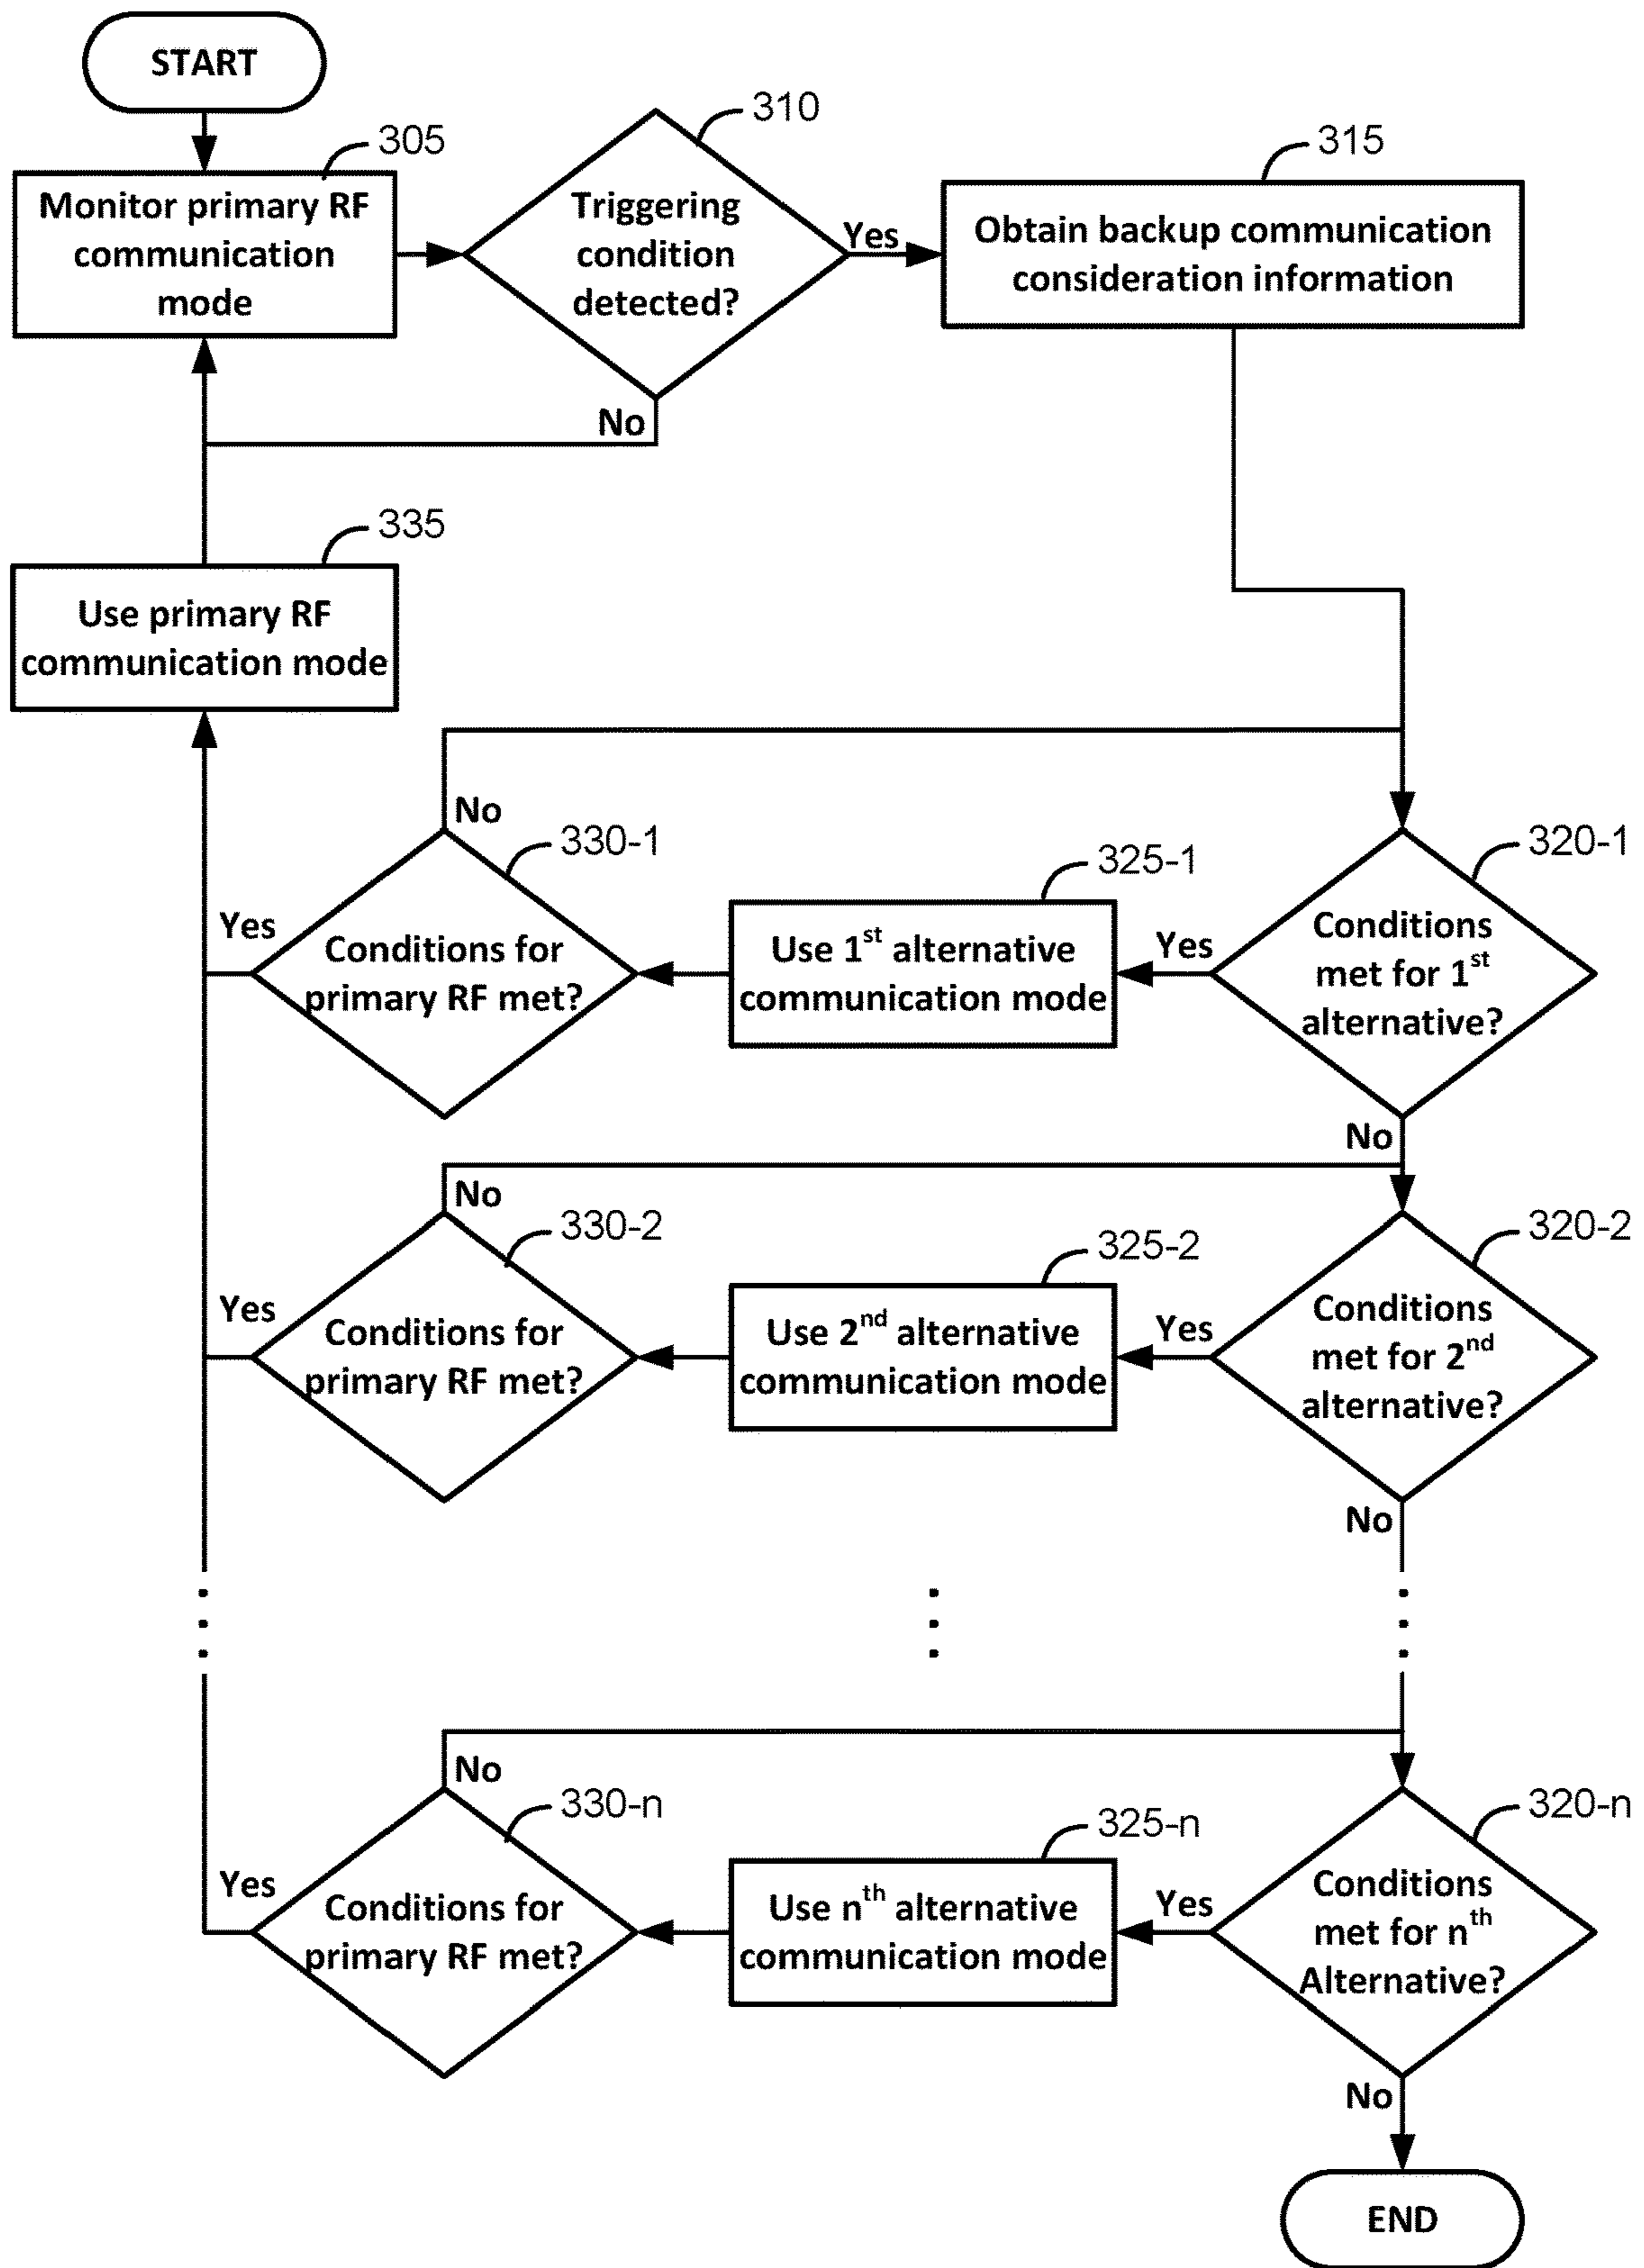 START
305
Monitor primary RF
communication
mode
310
Triggering
condition
detected?
Yes
No
315
Obtain backup communication
consideration information
335
Use primary RF
communication mode
No
330-1
Yes
Conditions for
primary RF met?
325-1
Use 1st alternative
communication mode
Yes
320-1
Conditions
met for 1st
alternative?
No
No
330-2
Yes
Conditions for
primary RF met?
325-2
Use 2nd alternative
communication mode
Yes
320-2
Conditions
met for 2nd
alternative?
No
No
330-n
Yes
Conditions for
primary RF met?
325-n
Use nth alternative
communication mode
Yes
320-n
Conditions
met for nth
Alternative?
No
END